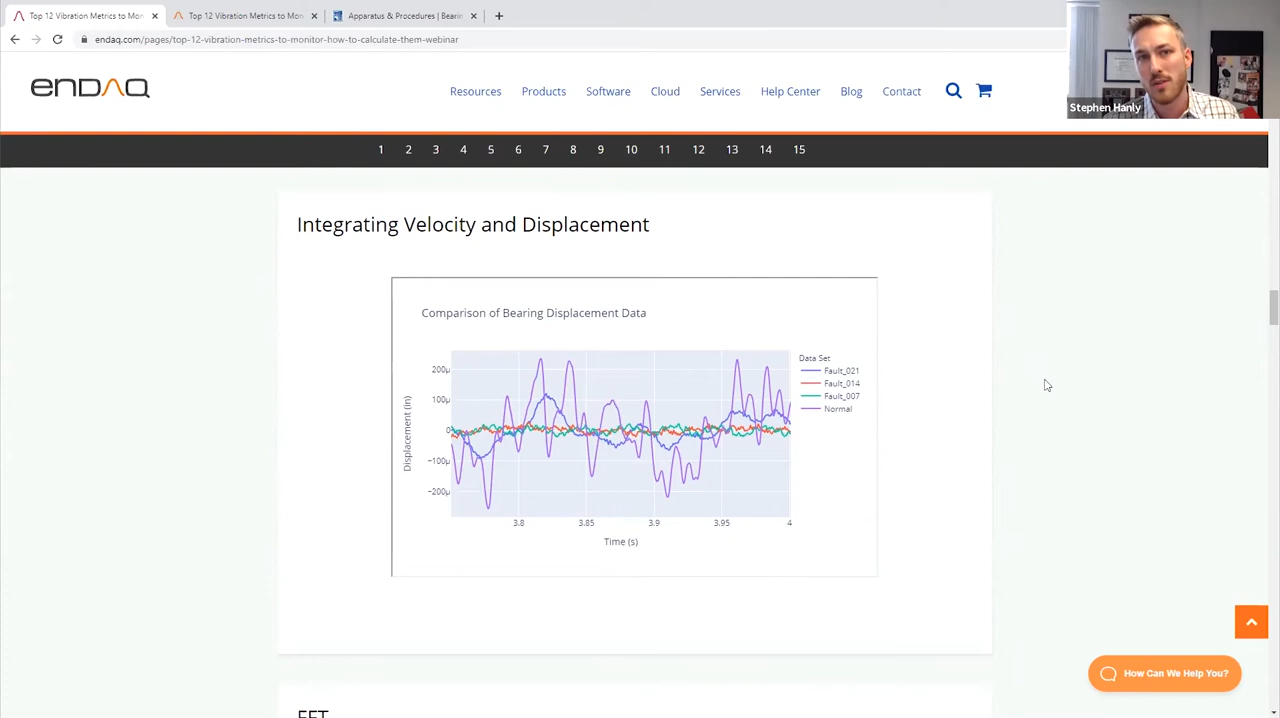 Top 12 Vibration Metrics to Mon
Top 12 Vibration Metrics to Mon
Apparatus & Procedures | Bearin
endaq.com/pages/top-12-vibration-metrics-to-monitor-how-to-calculate-them-webinar
enDAQ
Resources Products Software Cloud Services Help Center Blog Contact
Stephen Hanly
1 2 3 4 5 6 7 8 9 10 11 12 13 14 15
Integrating Velocity and Displacement
Comparison of Bearing Displacement Data
Displacement (in)
200μ
100μ
0
−100μ
−200μ
3.8 3.85 3.9 3.95 4
Time (s)
Data Set
Fault_021
Fault_014
Fault_007
Normal
How Can We Help You?
FFT